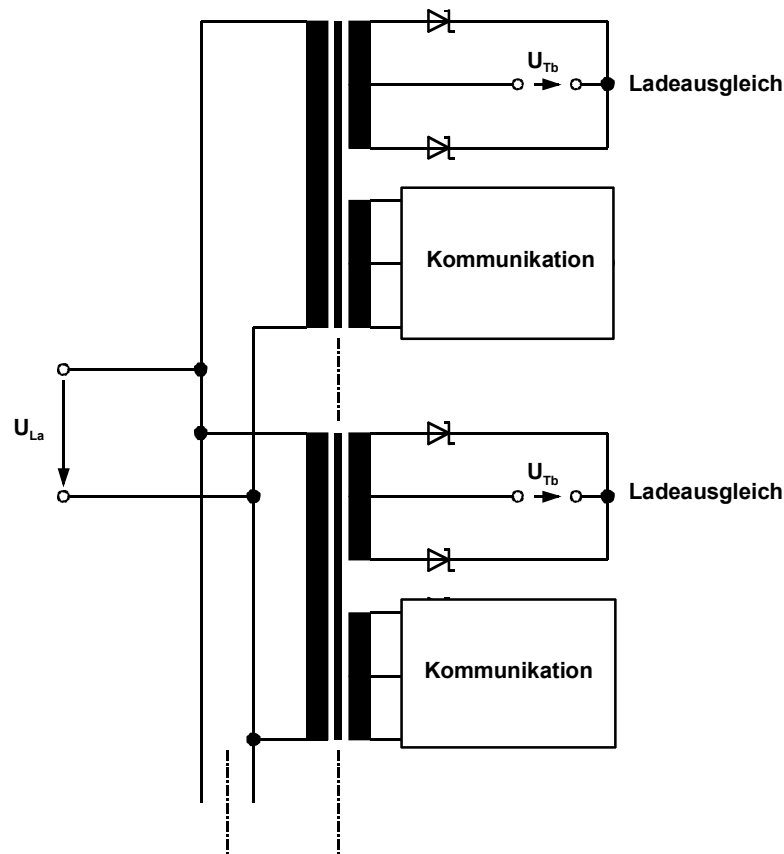 U_Tb
Ladeausgleich
Kommunikation
U_La
U_Tb
Ladeausgleich
Kommunikation